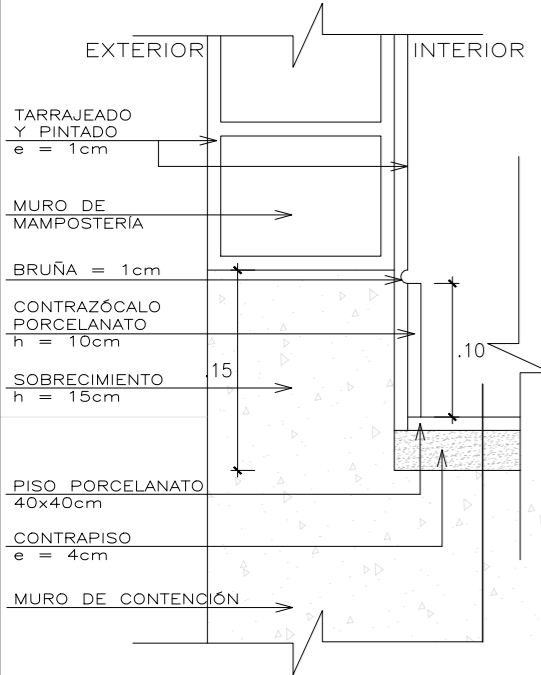 EXTERIOR
INTERIOR
TARRAJEADO
Y PINTADO
e = 1cm
MURO DE
MAMPOSTERÍA
BRUÑA = 1cm
CONTRAZÓCALO
PORCELANATO
h = 10cm
.10
.15
SOBRECIMIENTO
h = 15cm
PISO PORCELANATO
40x40cm
CONTRAPISO
e = 4cm
MURO DE CONTENCIÓN